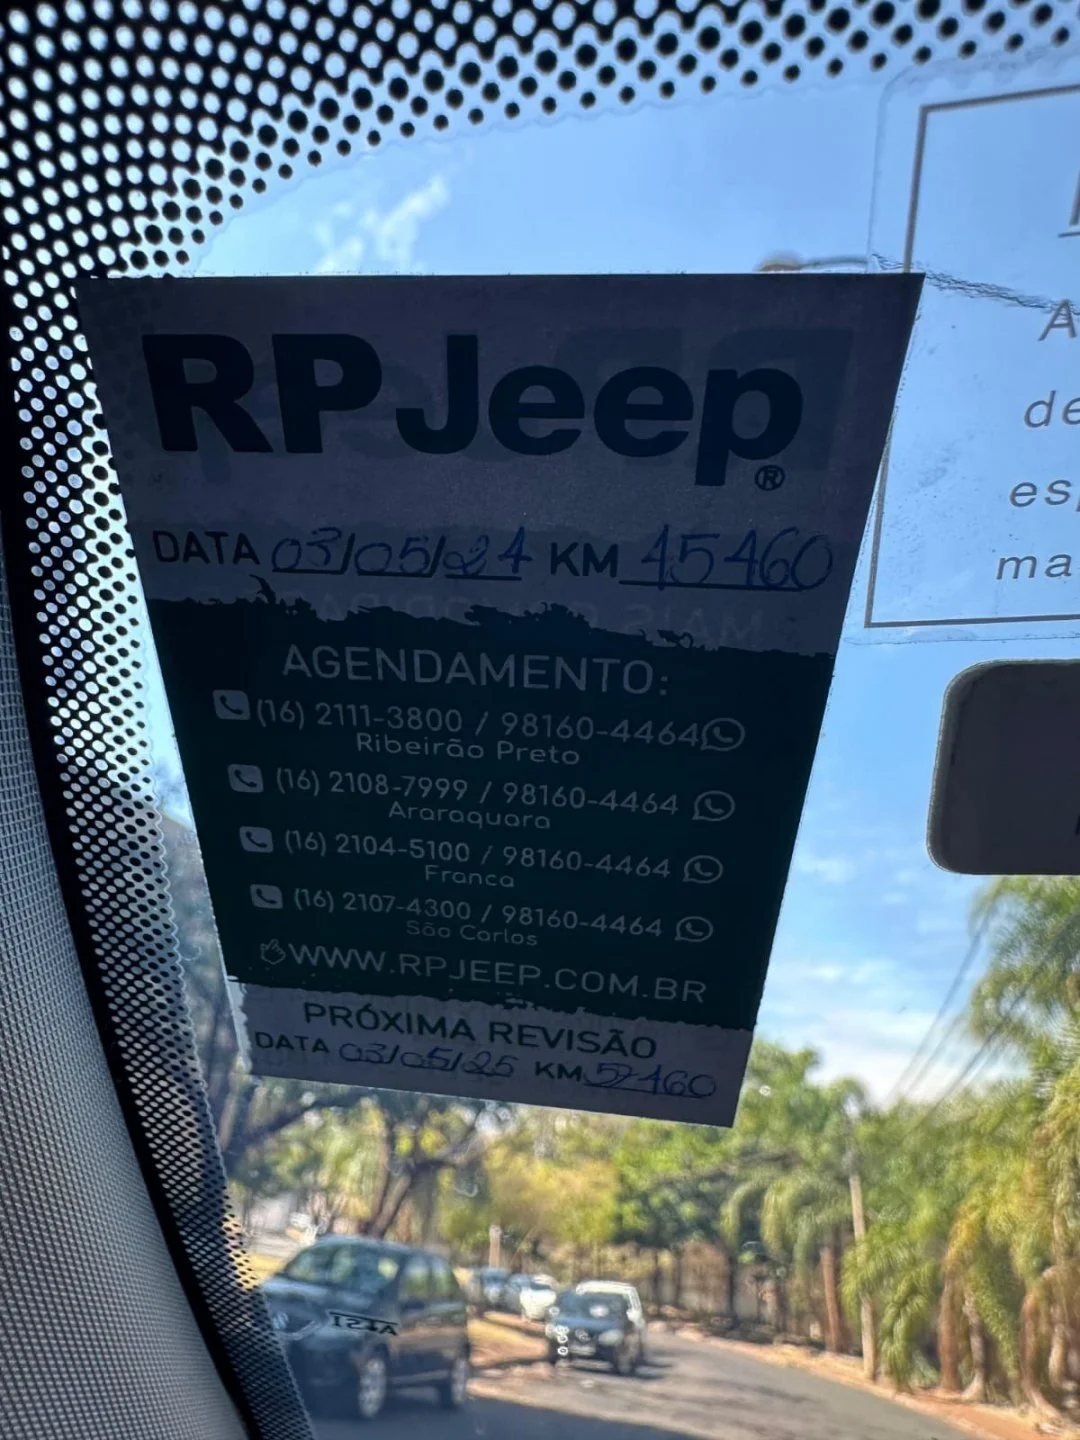 RPJeep®
DATA 03/05/24 KM 45460
AGENDAMENTO:
(16) 2111-3800 / 98160-4464
Ribeirão Preto
(16) 2108-7999 / 98160-4464
Araraquara
(16) 2104-5100 / 98160-4464
Franca
(16) 2107-4300 / 98160-4464
São Carlos
WWW.RPJEEP.COM.BR
PRÓXIMA REVISÃO
DATA 03/05/25 KM 57460
A
de
es
ma